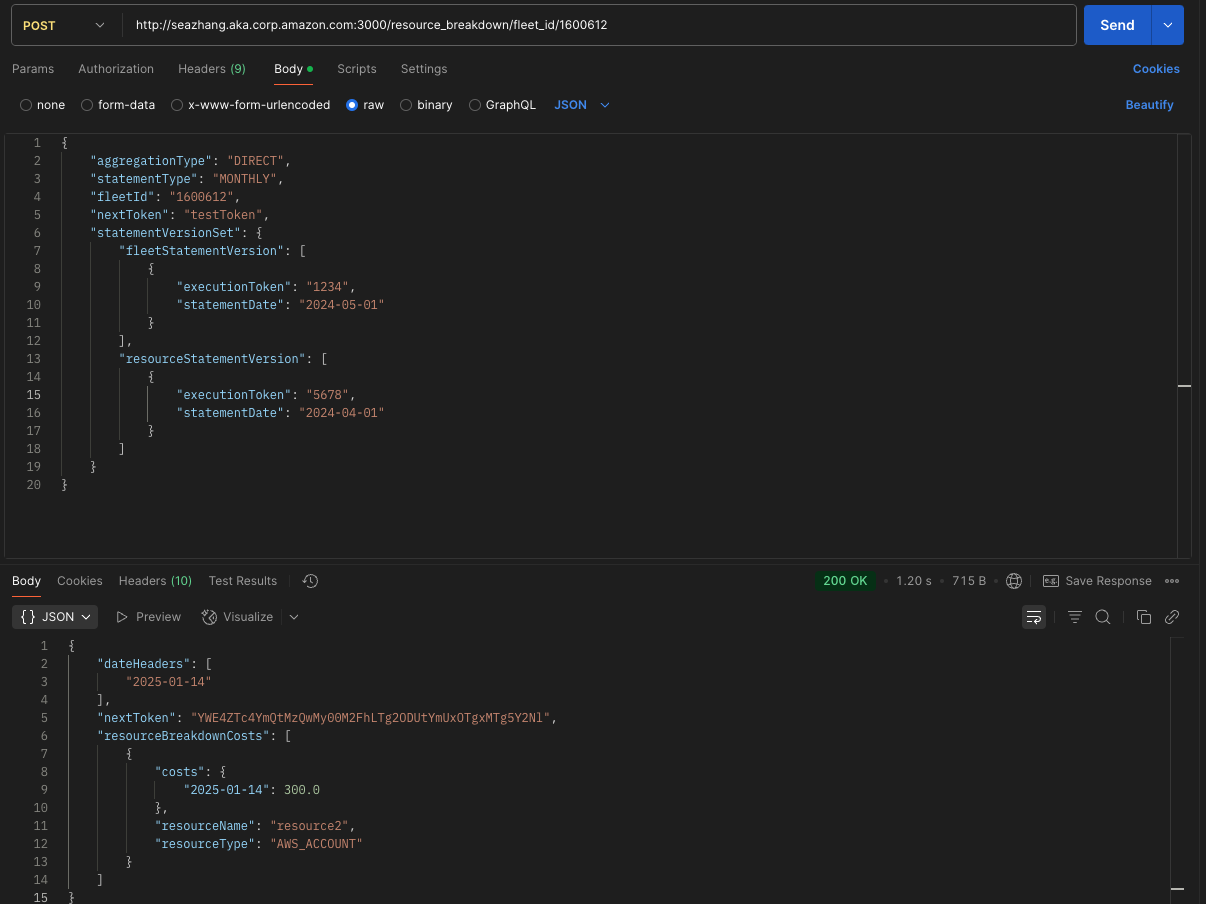 POST http://seazhang.aka.corp.amazon.com:3000/resource_breakdown/fleet_id/1600612 Send
Params Authorization Headers (9) Body Scripts Settings Cookies
none form-data x-www-form-urlencoded raw binary GraphQL JSON Beautify
1 {
2 "aggregationType": "DIRECT",
3 "statementType": "MONTHLY",
4 "fleetId": "1600612",
5 "nextToken": "testToken",
6 "statementVersionSet": {
7 "fleetStatementVersion": [
8 {
9 "executionToken": "1234",
10 "statementDate": "2024-05-01"
11 }
12 ],
13 "resourceStatementVersion": [
14 {
15 "executionToken": "5678",
16 "statementDate": "2024-04-01"
17 }
18 ]
19 }
20 }
Body Cookies Headers (10) Test Results 200 OK • 1.20 s • 715 B • Save Response
{} JSON Preview Visualize
1 {
2 "dateHeaders": [
3 "2025-01-14"
4 ],
5 "nextToken": "YWE4ZTc4YmQtMzQwMy00M2FhLTg2ODUtYmUxOTgxMTg5Y2Nl",
6 "resourceBreakdownCosts": [
7 {
8 "costs": {
9 "2025-01-14": 300.0
10 },
11 "resourceName": "resource2",
12 "resourceType": "AWS_ACCOUNT"
13 }
14 ]
15 }